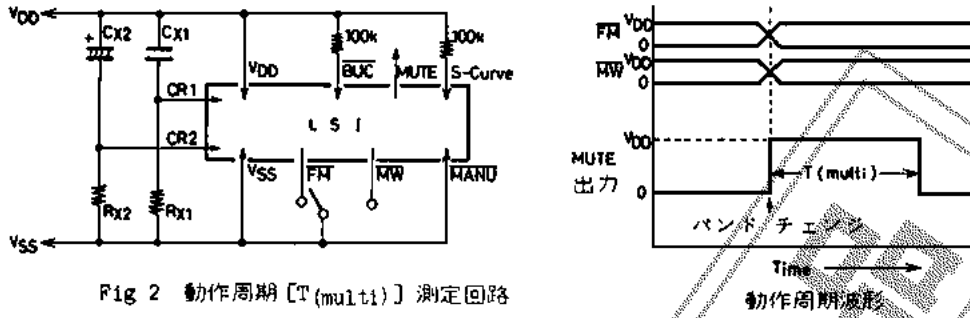 VDD
CX2
CX1
100k
100k
VDD
BUC
MUTE
S-Curve
CR1
LSI
CR2
VSS
FM
MW
MANU
RX2
RX1
VSS
Fig 2 動作周期 [T(multi)] 測定回路
FM
VDD
0
MW
VDD
0
VDD
MUTE
出力
T(multi)
0
バンド チェンジ
Time
動作周期波形